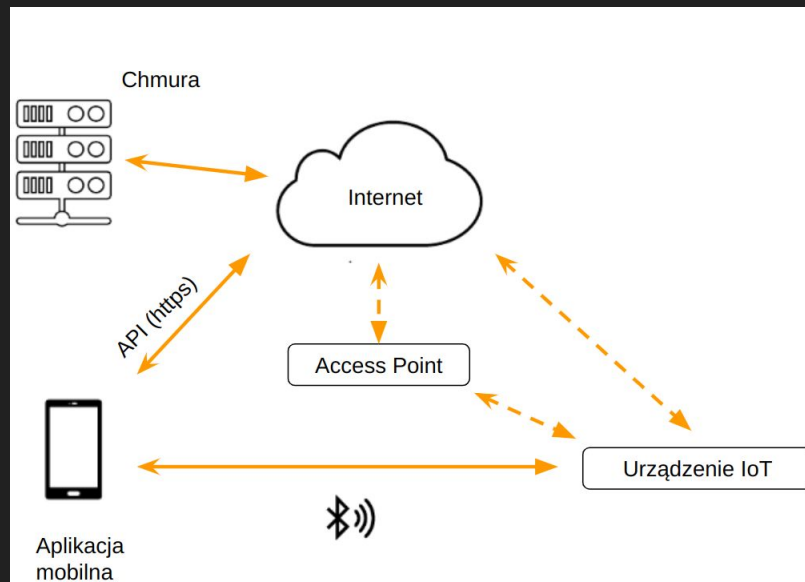 Chmura
Internet
API (https)
Access Point
Urządzenie IoT
Aplikacja
mobilna